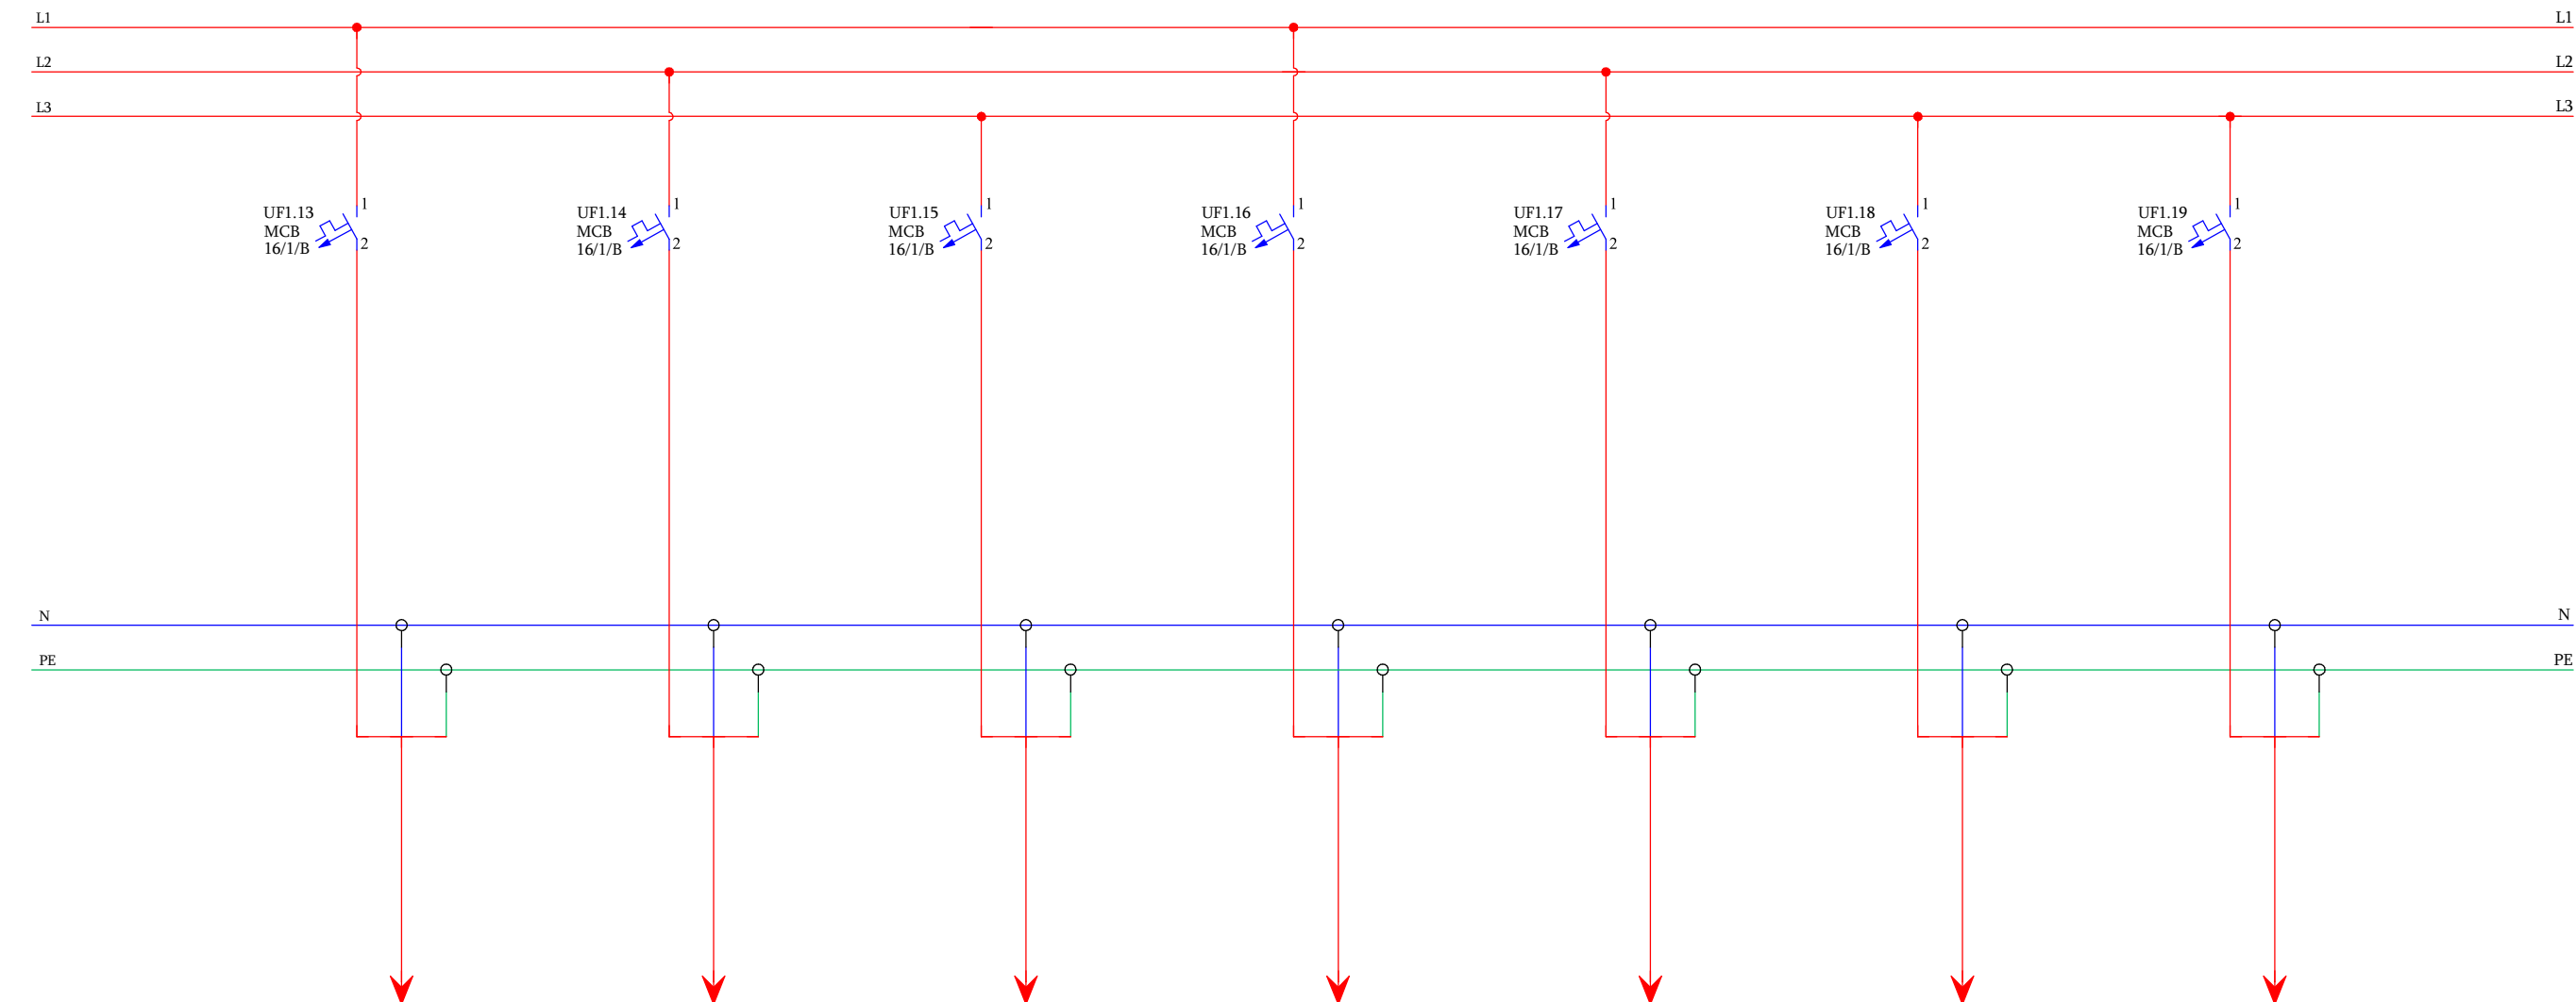 L1 L1
L2 L2
L3 L3
UF1.13
MCB
16/1/B
1
2
UF1.14
MCB
16/1/B
1
2
UF1.15
MCB
16/1/B
1
2
UF1.16
MCB
16/1/B
1
2
UF1.17
MCB
16/1/B
1
2
UF1.18
MCB
16/1/B
1
2
UF1.19
MCB
16/1/B
1
2
N N
PE PE